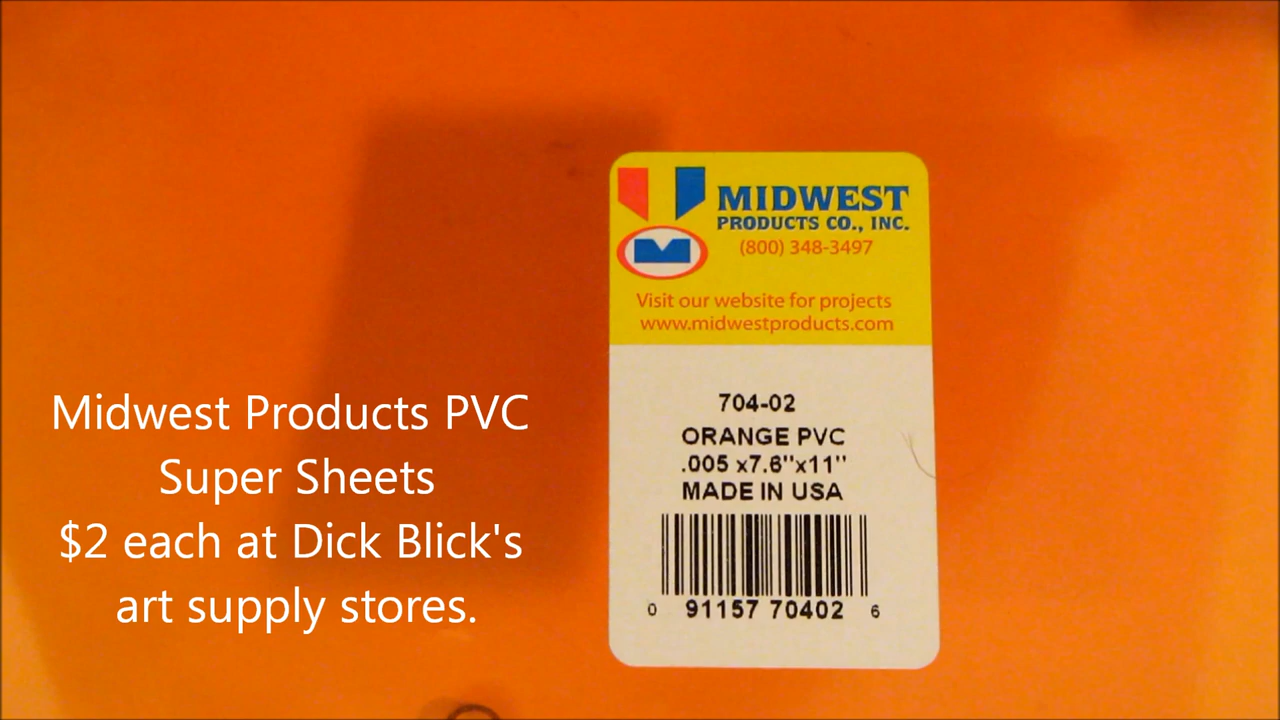 MIDWEST
PRODUCTS CO., INC.
(800) 348-3497
Visit our website for projects
www.midwestproducts.com
704-02
ORANGE PVC
.005 x7.6"x11"
MADE IN USA
0 91157 70402 6
Midwest Products PVC
Super Sheets
$2 each at Dick Blick's
art supply stores.